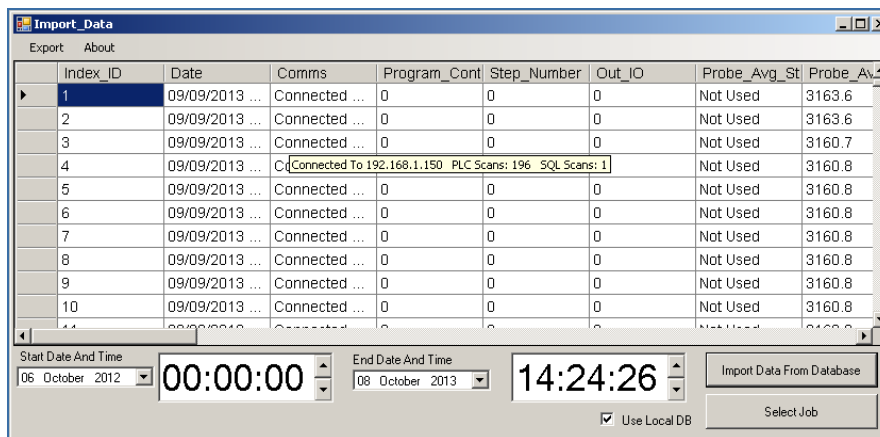 Import_Data
Export About
Index_ID Date Comms Program_Cont Step_Number Out_IO Probe_Avg_St Probe_Av
1 09/09/2013 ... Connected ... 0 0 0 Not Used 3163.6
2 09/09/2013 ... Connected ... 0 0 0 Not Used 3163.6
3 09/09/2013 ... Connected ... 0 0 0 Not Used 3160.7
4 09/09/2013 ... Connected To 192.168.1.150 PLC Scans: 196 SQL Scans: 1 Not Used 3160.8
5 09/09/2013 ... Connected ... 0 0 0 Not Used 3160.8
6 09/09/2013 ... Connected ... 0 0 0 Not Used 3160.8
7 09/09/2013 ... Connected ... 0 0 0 Not Used 3160.8
8 09/09/2013 ... Connected ... 0 0 0 Not Used 3160.8
9 09/09/2013 ... Connected ... 0 0 0 Not Used 3160.8
10 09/09/2013 ... Connected ... 0 0 0 Not Used 3160.8
Start Date And Time End Date And Time
06 October 2012 00:00:00 08 October 2013 14:24:26 Import Data From Database
Use Local DB Select Job